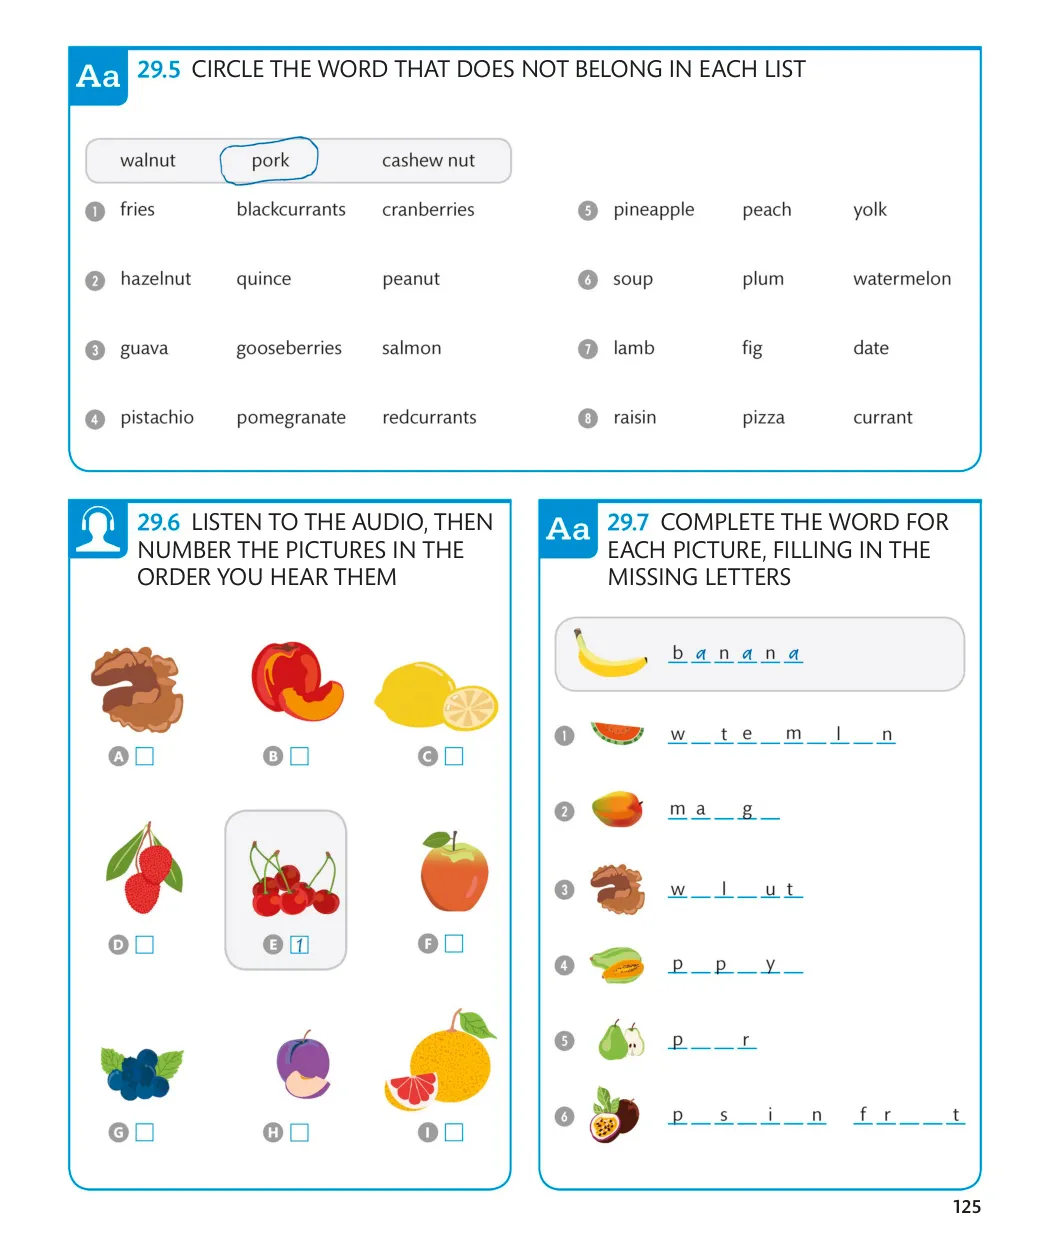 Aa 29.5 CIRCLE THE WORD THAT DOES NOT BELONG IN EACH LIST
walnut pork cashew nut
1 fries blackcurrants cranberries
2 hazelnut quince peanut
3 guava gooseberries salmon
4 pistachio pomegranate redcurrants
5 pineapple peach yolk
6 soup plum watermelon
7 lamb fig date
8 raisin pizza currant
29.6 LISTEN TO THE AUDIO, THEN
NUMBER THE PICTURES IN THE
ORDER YOU HEAR THEM
A B C
D E 1 F
G H I
Aa 29.7 COMPLETE THE WORD FOR
EACH PICTURE, FILLING IN THE
MISSING LETTERS
b a n a n a
1 w _ t e _ m _ l _ n
2 m a _ g _
3 w _ l _ u t
4 p _ p _ y _
5 p _ _ r
6 p _ s _ i _ n f r _ _ t
125